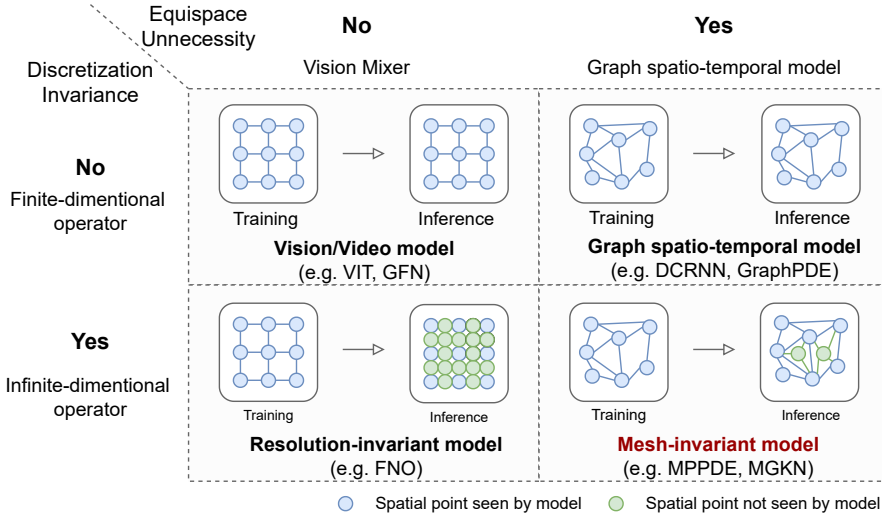 Equispace
Unnecessity
No
Yes
Discretization
Invariance
Vision Mixer
Graph spatio-temporal model
No
Finite-dimentional
operator
Training
Inference
Training
Inference
Vision/Video model
(e.g. VIT, GFN)
Graph spatio-temporal model
(e.g. DCRNN, GraphPDE)
Yes
Infinite-dimentional
operator
Training
Inference
Training
Inference
Resolution-invariant model
(e.g. FNO)
Mesh-invariant model
(e.g. MPPDE, MGKN)
Spatial point seen by model
Spatial point not seen by model